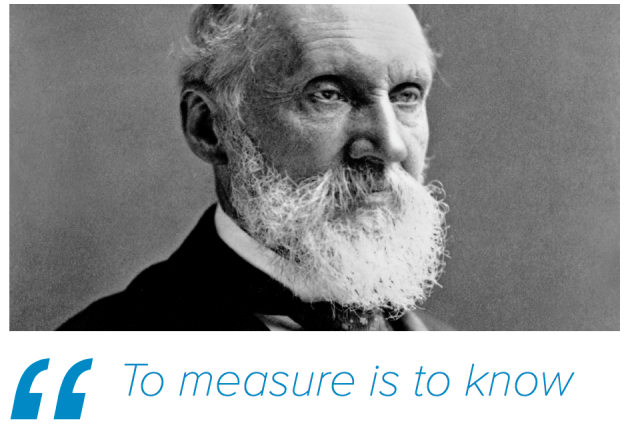 “ To measure is to know